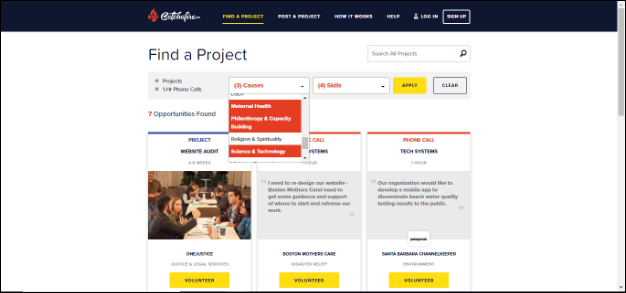 Catchafire
FIND A PROJECT
POST A PROJECT
HOW IT WORKS
HELP
LOG IN
SIGN UP
Find a Project
Search All Projects
Projects
1-Hr Phone Calls
(3) Causes
(4) Skills
APPLY
CLEAR
Maternal Health
Philanthropy & Capacity
Building
Religion & Spirituality
Science & Technology
7 Opportunities Found
PROJECT
WEBSITE AUDIT
ONEJUSTICE
JUSTICE & LEGAL SERVICES
VOLUNTEER
CALL
SYSTEMS
" I need to re-design our website -
Boston Mothers Care! need to
get some guidance and support
of where to start and reframe our
work. "
BOSTON MOTHERS CARE
DISASTER RELIEF
VOLUNTEER
PHONE CALL
TECH SYSTEMS
1 HOUR
" Our organization would like to
develop a mobile app to
disseminate beach water quality
testing results to the public. "
patagonia
SANTA BARBARA CHANNELKEEPER
ENVIRONMENT
VOLUNTEER